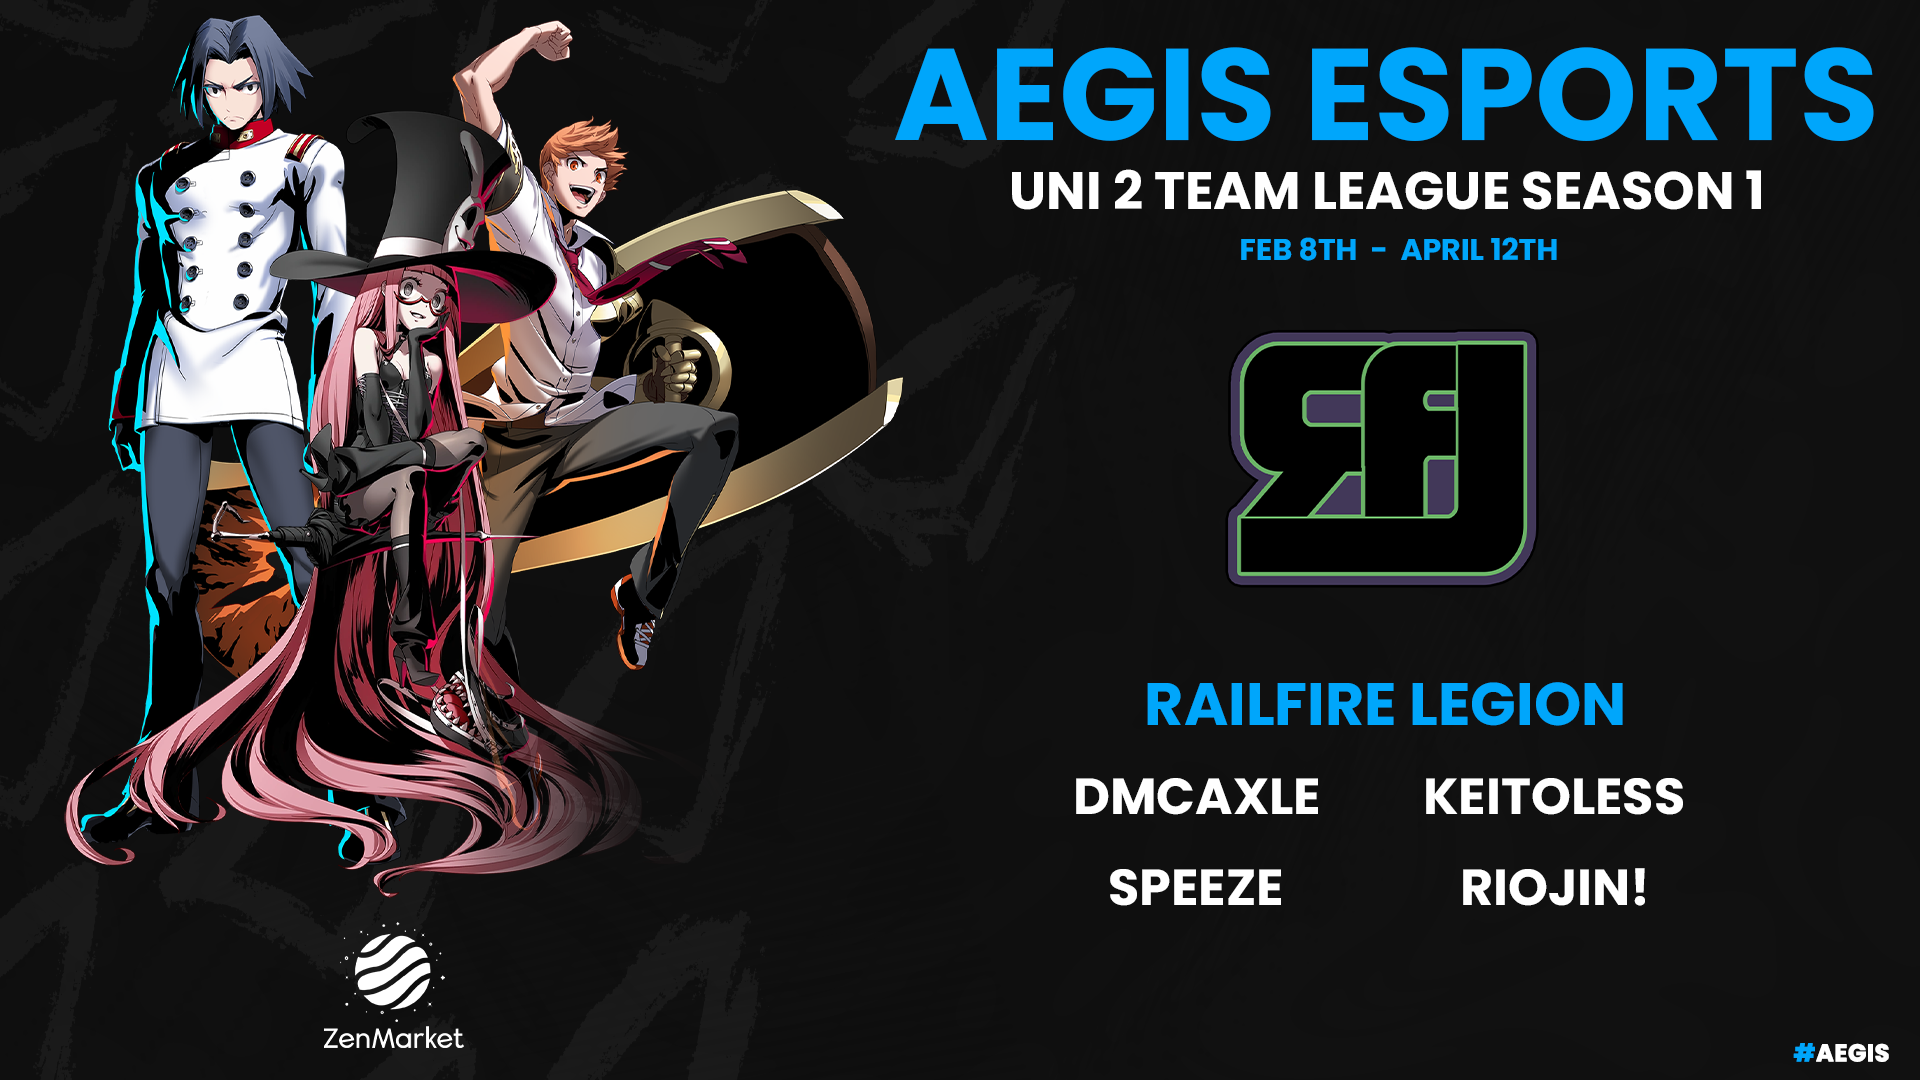 AEGIS ESPORTS
UNI 2 TEAM LEAGUE SEASON 1
FEB 8TH - APRIL 12TH
RFL
RAILFIRE LEGION
DMCAXLE KEITOLESS
SPEEZE RIOJIN!
ZenMarket
#AEGIS